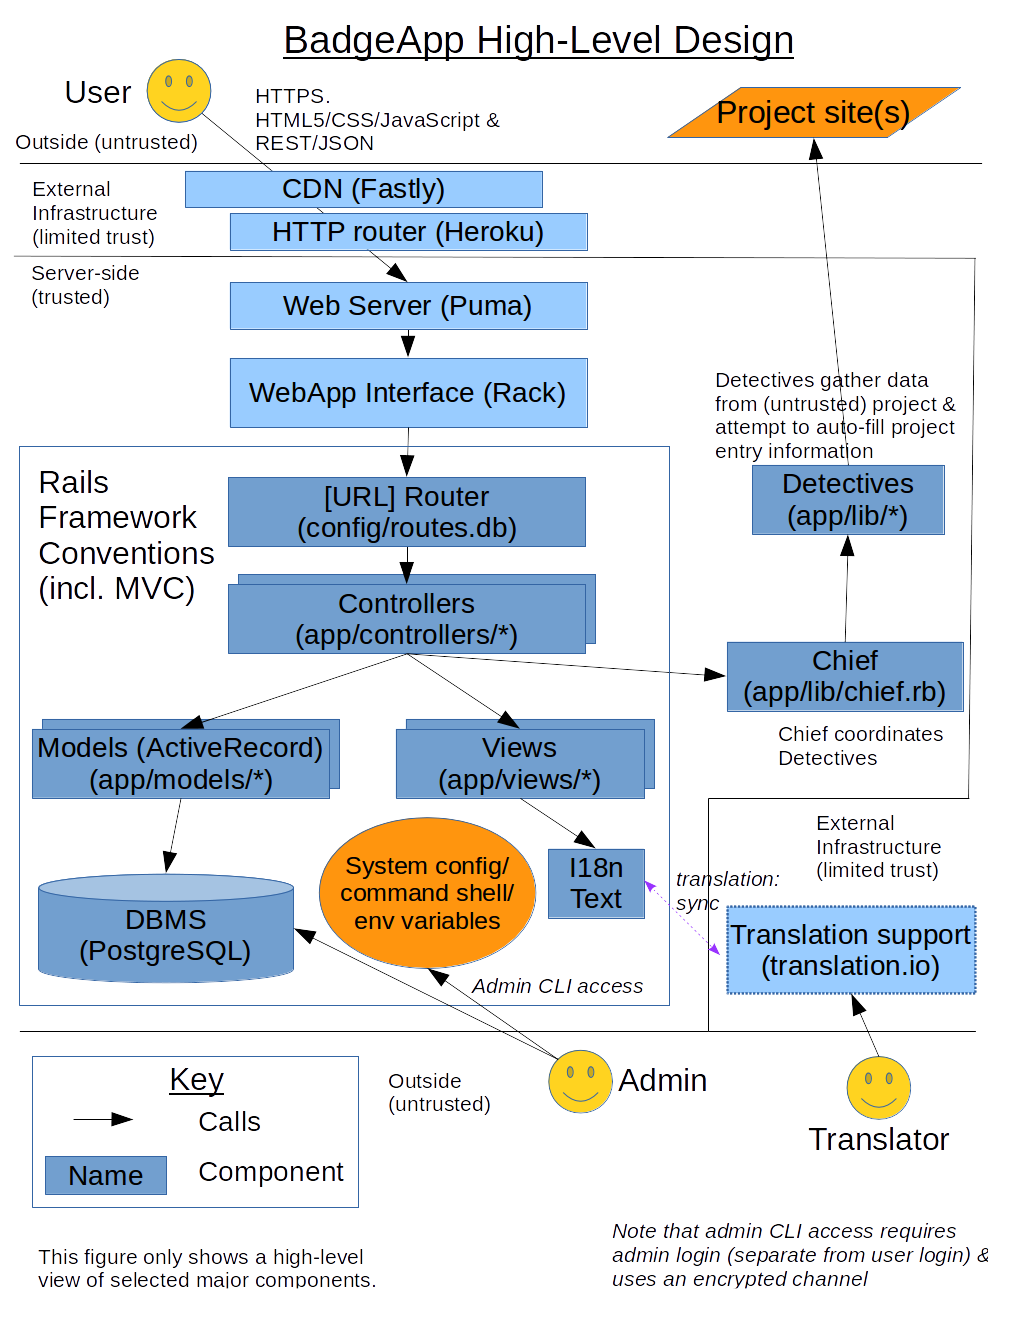 BadgeApp High-Level Design
User
HTTPS.
HTML5/CSS/JavaScript &
REST/JSON
Project site(s)
Outside (untrusted)
External
Infrastructure
(limited trust)
CDN (Fastly)
HTTP router (Heroku)
Server-side
(trusted)
Web Server (Puma)
WebApp Interface (Rack)
Detectives gather data
from (untrusted) project &
attempt to auto-fill project
entry information
Detectives
(app/lib/*)
Rails
Framework
Conventions
(incl. MVC)
[URL] Router
(config/routes.db)
Controllers
(app/controllers/*)
Chief
(app/lib/chief.rb)
Chief coordinates
Detectives
Models (ActiveRecord)
(app/models/*)
Views
(app/views/*)
System config/
command shell/
env variables
I18n
Text
translation:
sync
External
Infrastructure
(limited trust)
DBMS
(PostgreSQL)
Translation support
(translation.io)
Admin CLI access
Key
Calls
Name
Component
Outside
(untrusted)
Admin
Translator
This figure only shows a high-level
view of selected major components.
Note that admin CLI access requires
admin login (separate from user login) &
uses an encrypted channel